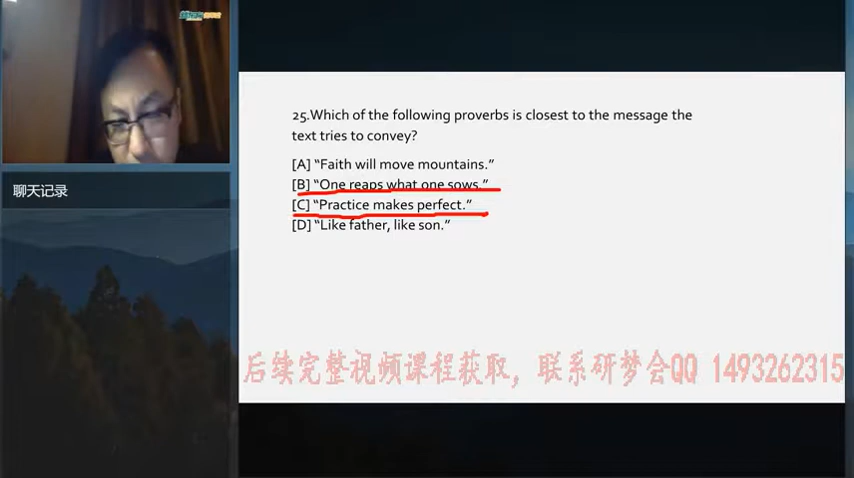 聊天记录
25.Which of the following proverbs is closest to the message the
text tries to convey?
[A] “Faith will move mountains.”
[B] “One reaps what one sows.”
[C] “Practice makes perfect.”
[D] “Like father, like son.”
后续完整视频课程获取，联系研梦会QQ 1493262315